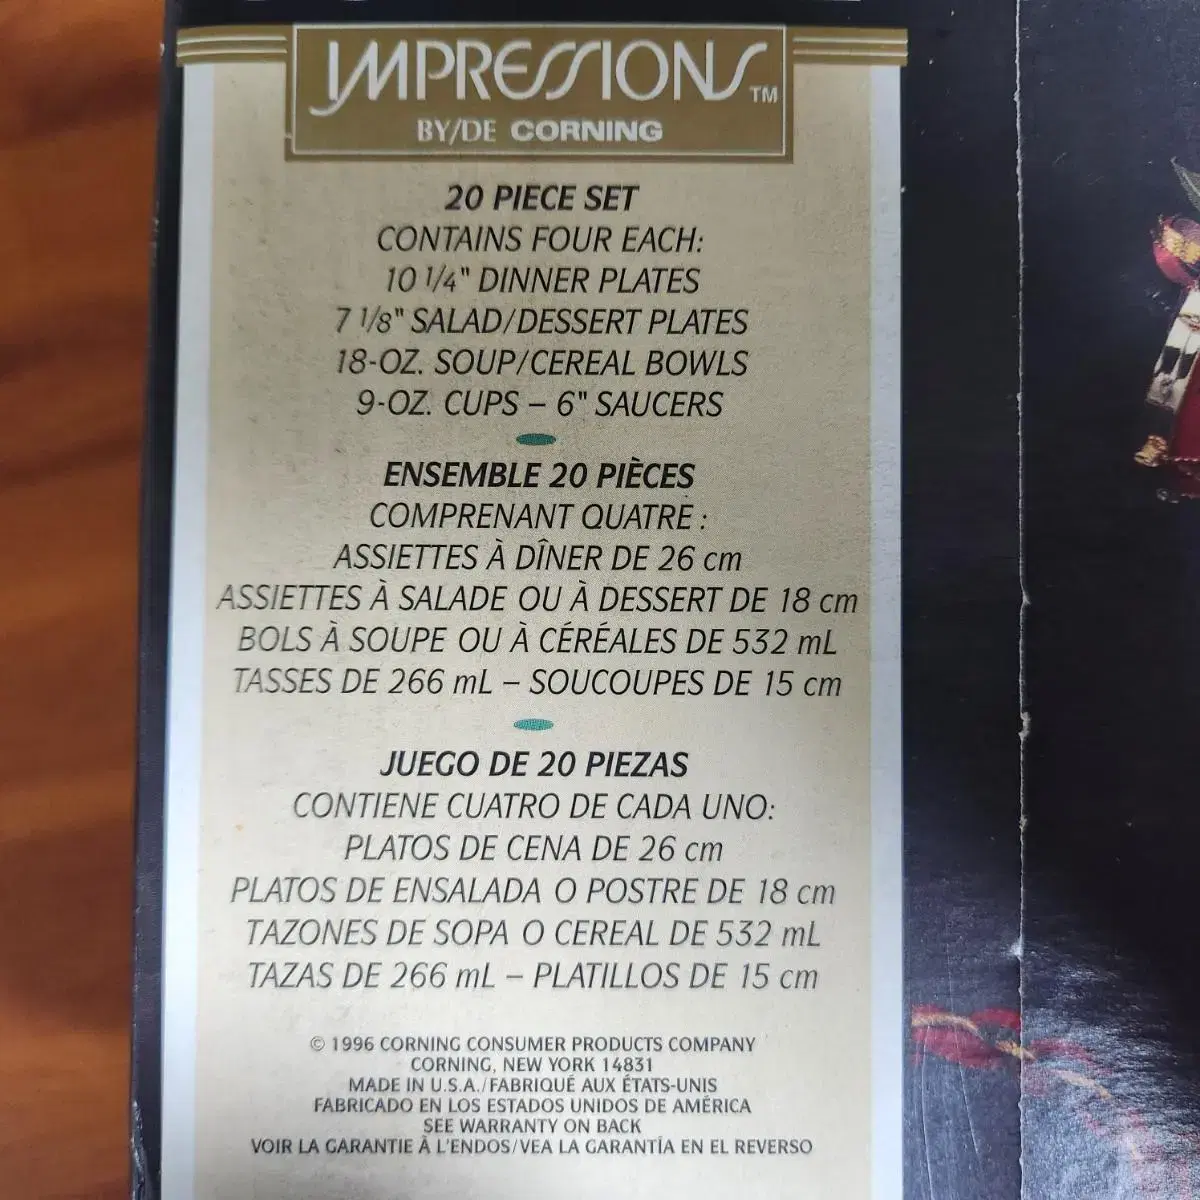 IMPRESSIONS™
BY/DE CORNING
20 PIECE SET
CONTAINS FOUR EACH:
10 1/4" DINNER PLATES
7 1/8" SALAD/DESSERT PLATES
18-OZ. SOUP/CEREAL BOWLS
9-OZ. CUPS – 6" SAUCERS
ENSEMBLE 20 PIÈCES
COMPRENANT QUATRE :
ASSIETTES À DÎNER DE 26 cm
ASSIETTES À SALADE OU À DESSERT DE 18 cm
BOLS À SOUPE OU À CÉRÉALES DE 532 mL
TASSES DE 266 mL – SOUCOUPES DE 15 cm
JUEGO DE 20 PIEZAS
CONTIENE CUATRO DE CADA UNO:
PLATOS DE CENA DE 26 cm
PLATOS DE ENSALADA O POSTRE DE 18 cm
TAZONES DE SOPA O CEREAL DE 532 mL
TAZAS DE 266 mL – PLATILLOS DE 15 cm
© 1996 CORNING CONSUMER PRODUCTS COMPANY
CORNING, NEW YORK 14831
MADE IN U.S.A./FABRIQUÉ AUX ÉTATS-UNIS
FABRICADO EN LOS ESTADOS UNIDOS DE AMÉRICA
SEE WARRANTY ON BACK
VOIR LA GARANTIE À L'ENDOS/VEA LA GARANTÍA EN EL REVERSO